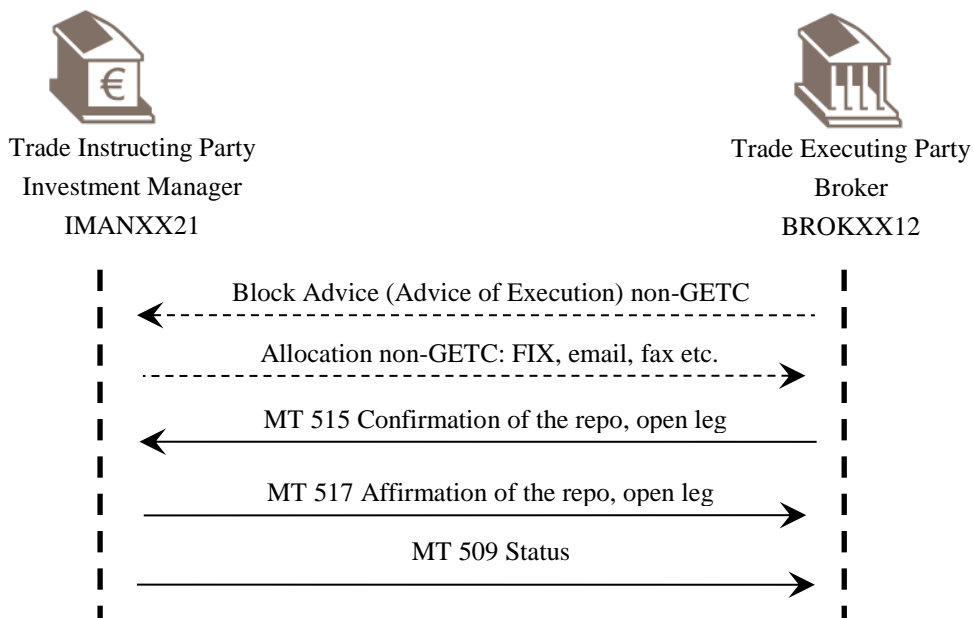 €
Trade Instructing Party
Investment Manager
IMANXX21
Trade Executing Party
Broker
BROKXX12
Block Advice (Advice of Execution) non-GETC
Allocation non-GETC: FIX, email, fax etc.
MT 515 Confirmation of the repo, open leg
MT 517 Affirmation of the repo, open leg
MT 509 Status